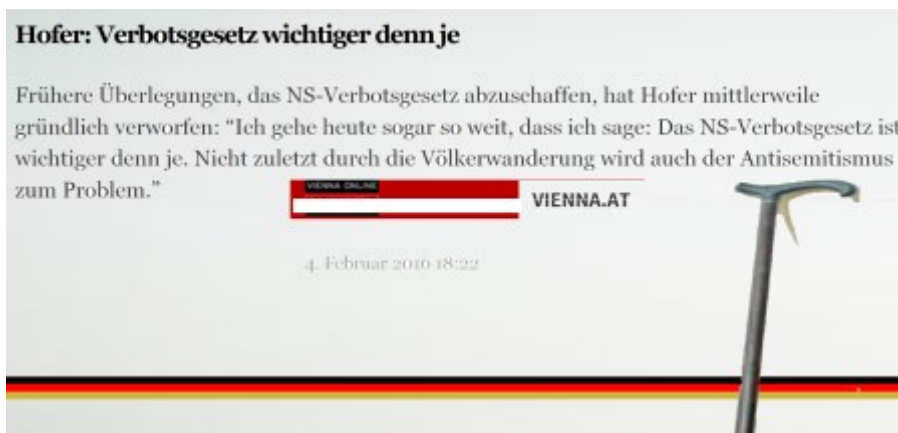 Hofer: Verbotsgesetz wichtiger denn je
Frühere Überlegungen, das NS-Verbotsgesetz abzuschaffen, hat Hofer mittlerweile
gründlich verworfen: “Ich gehe heute sogar so weit, dass ich sage: Das NS-Verbotsgesetz ist
wichtiger denn je. Nicht zuletzt durch die Völkerwanderung wird auch der Antisemitismus
zum Problem.”
VIENNA ONLINE
VIENNA.AT
4. Februar 2016 18:22